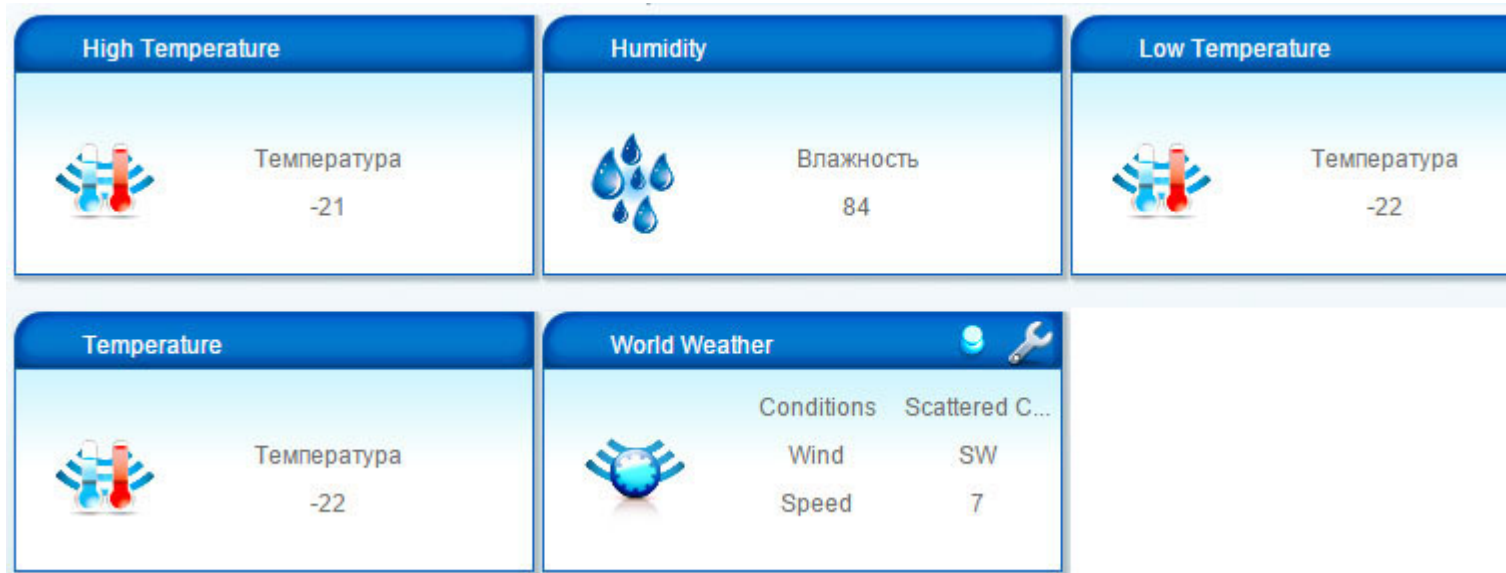 High Temperature
Humidity
Low Temperature
Температура
-21
Влажность
84
Температура
-22
Temperature
World Weather
Температура
-22
Conditions Scattered C...
Wind SW
Speed 7